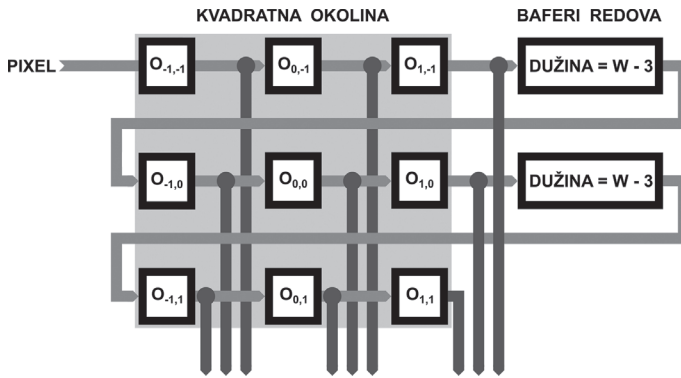 KVADRATNA OKOLINA BAFERI REDOVA
PIXEL O-1,-1 O0,-1 O1,-1 DUŽINA = W - 3
O-1,0 O0,0 O1,0 DUŽINA = W - 3
O-1,1 O0,1 O1,1